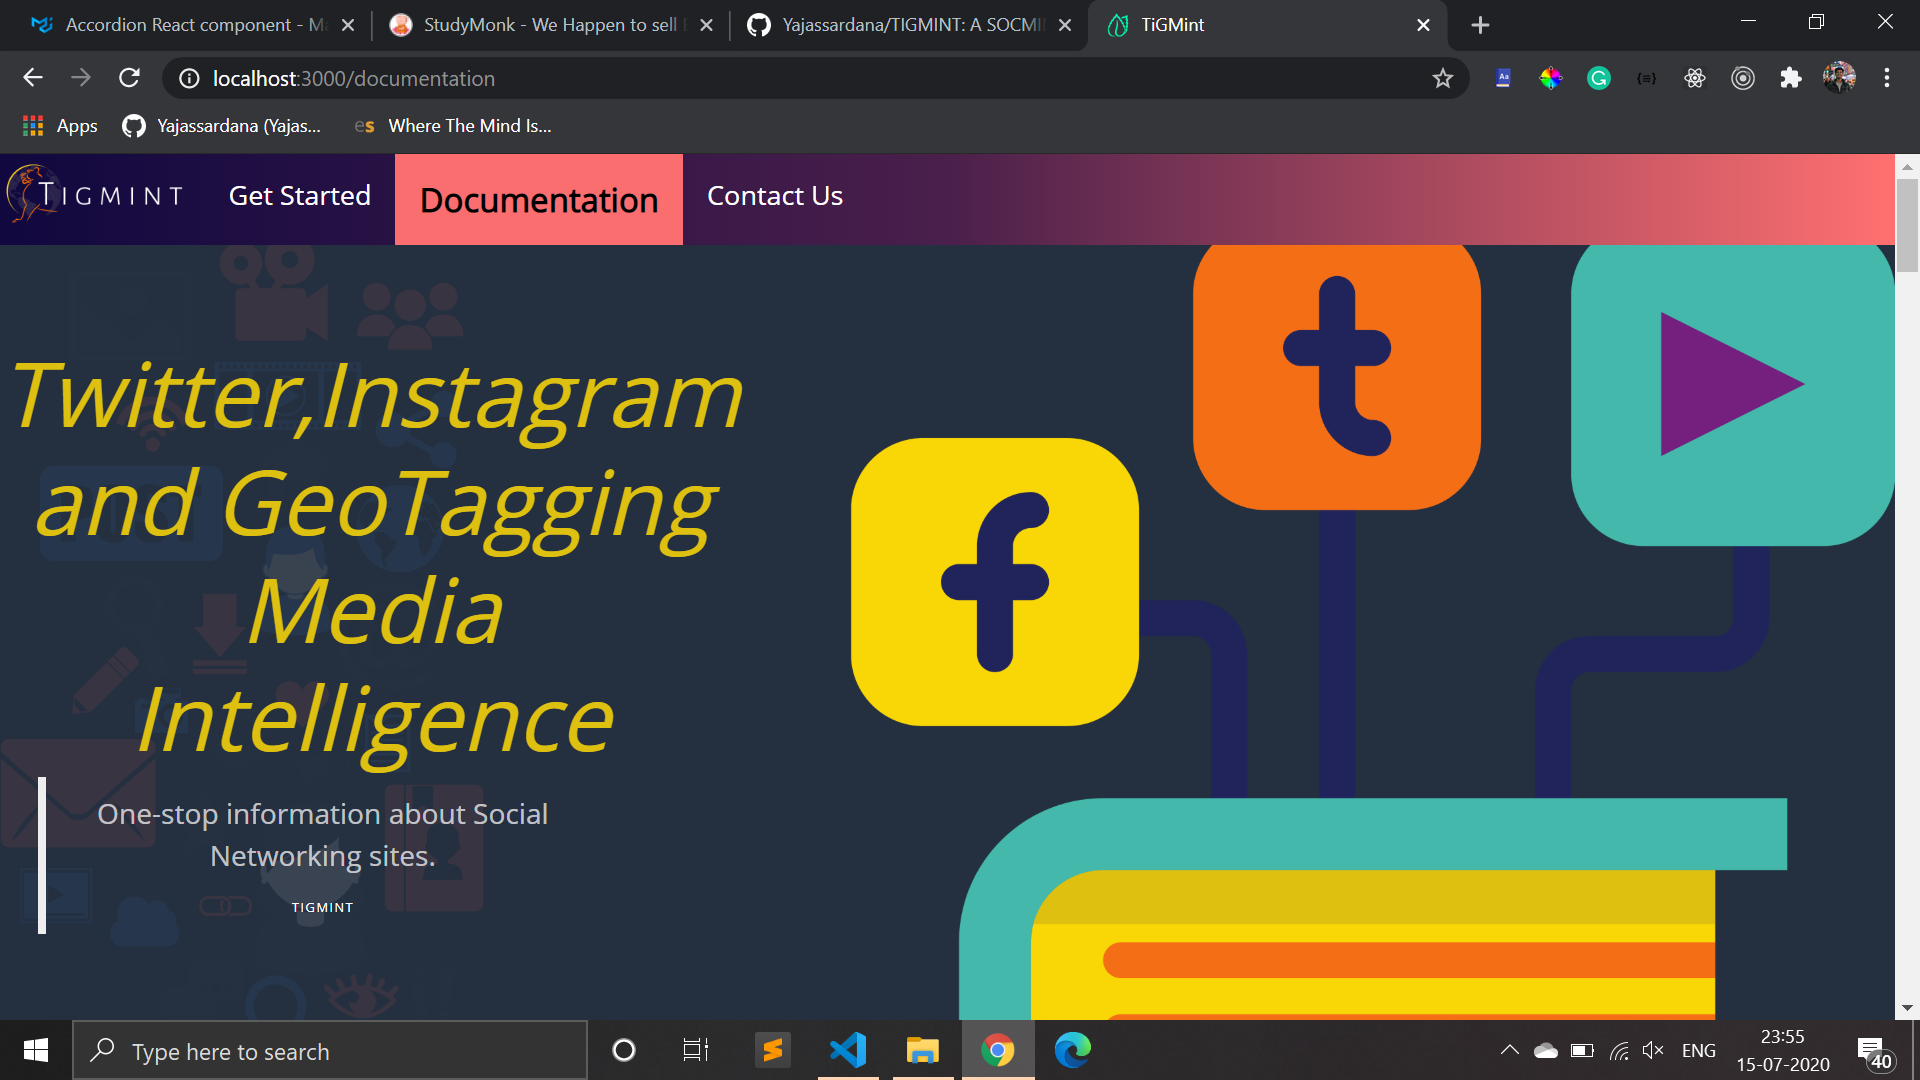 Accordion React component - Ma
StudyMonk - We Happen to sell
Yajassardana/TIGMINT: A SOCMI
TiGMint
localhost:3000/documentation
Apps
Yajassardana (Yajas...
es Where The Mind Is...
TIGMINT
Get Started
Documentation
Contact Us
Twitter,Instagram
and GeoTagging
Media
Intelligence
One-stop information about Social
Networking sites.
TIGMINT
t
f
Type here to search
ENG
23:55
15-07-2020
40